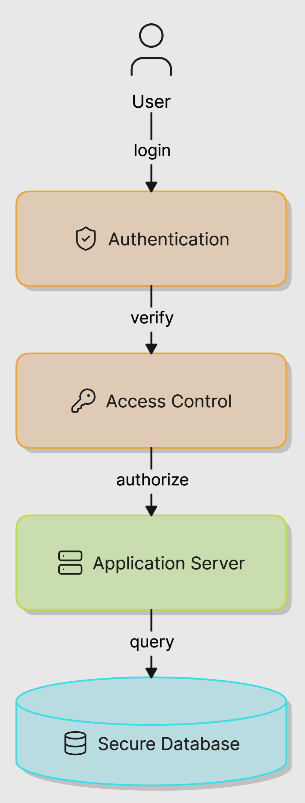 User
login
Authentication
verify
Access Control
authorize
Application Server
query
Secure Database